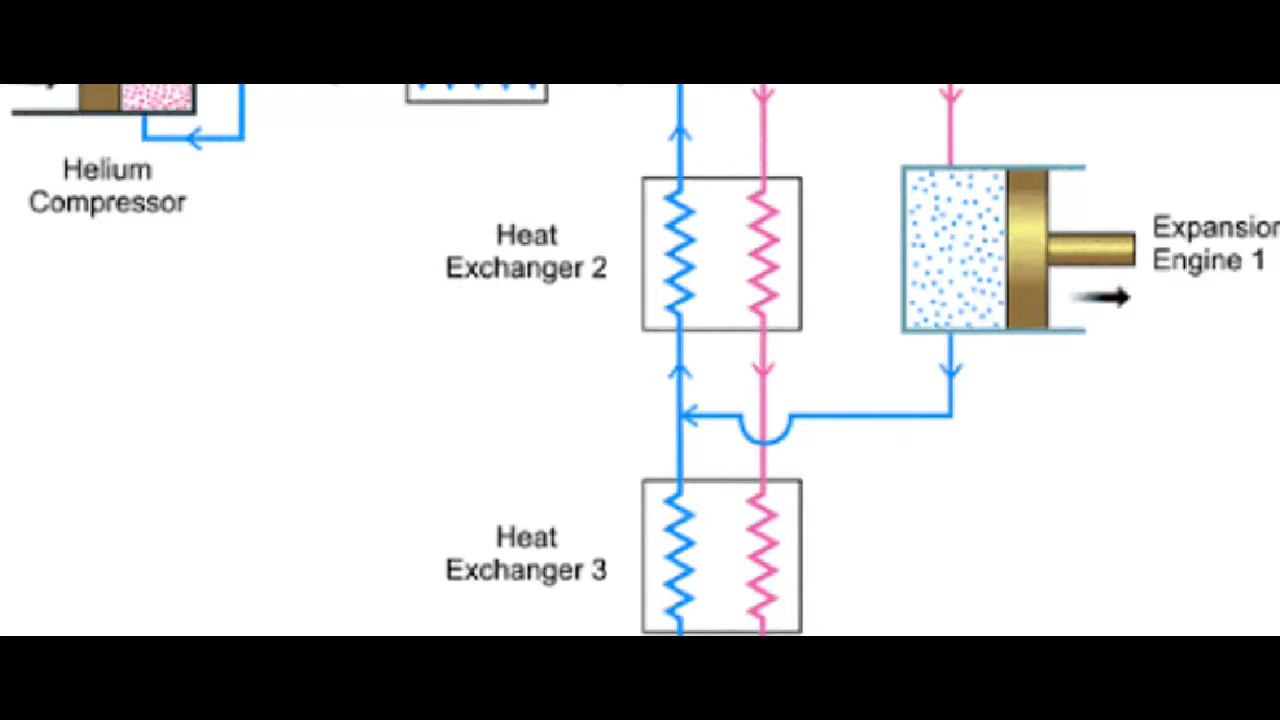 Helium
Compressor
Heat
Exchanger 2
Expansion
Engine 1
Heat
Exchanger 3